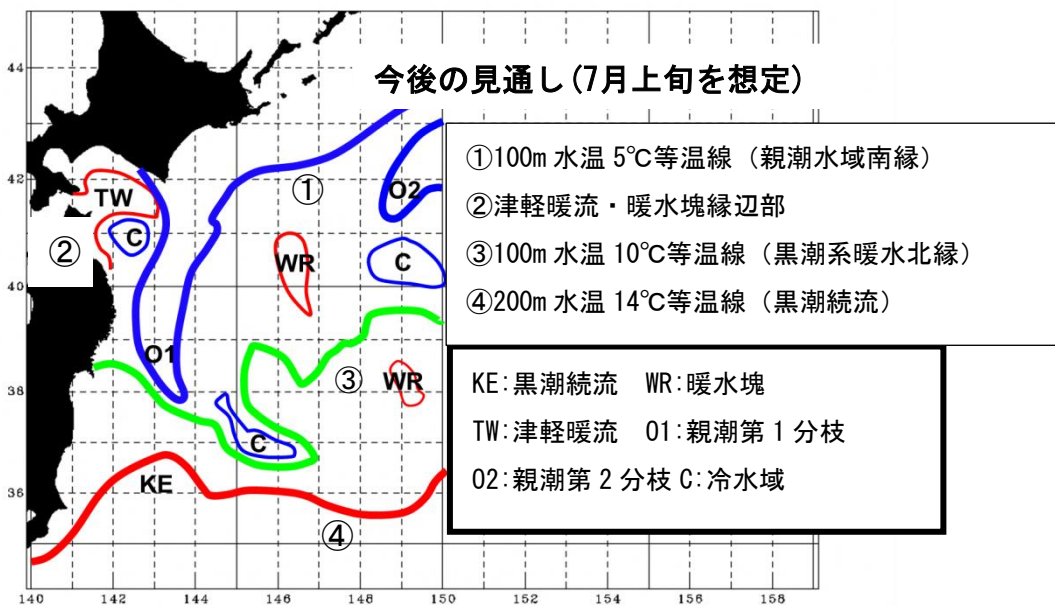 今後の見通し(7月上旬を想定)
①100m 水温 5℃等温線（親潮水域南縁）
②津軽暖流・暖水塊縁辺部
③100m 水温 10℃等温線（黒潮系暖水北縁）
④200m 水温 14℃等温線（黒潮続流）
KE:黒潮続流 WR:暖水塊
TW:津軽暖流 O1:親潮第 1 分枝
O2:親潮第 2 分枝 C:冷水域
44
42
40
38
36
TW
①
O2
②
C
WR
C
O1
③
WR
C
KE
④
140 142 144 146 148 150 152 154 156 158